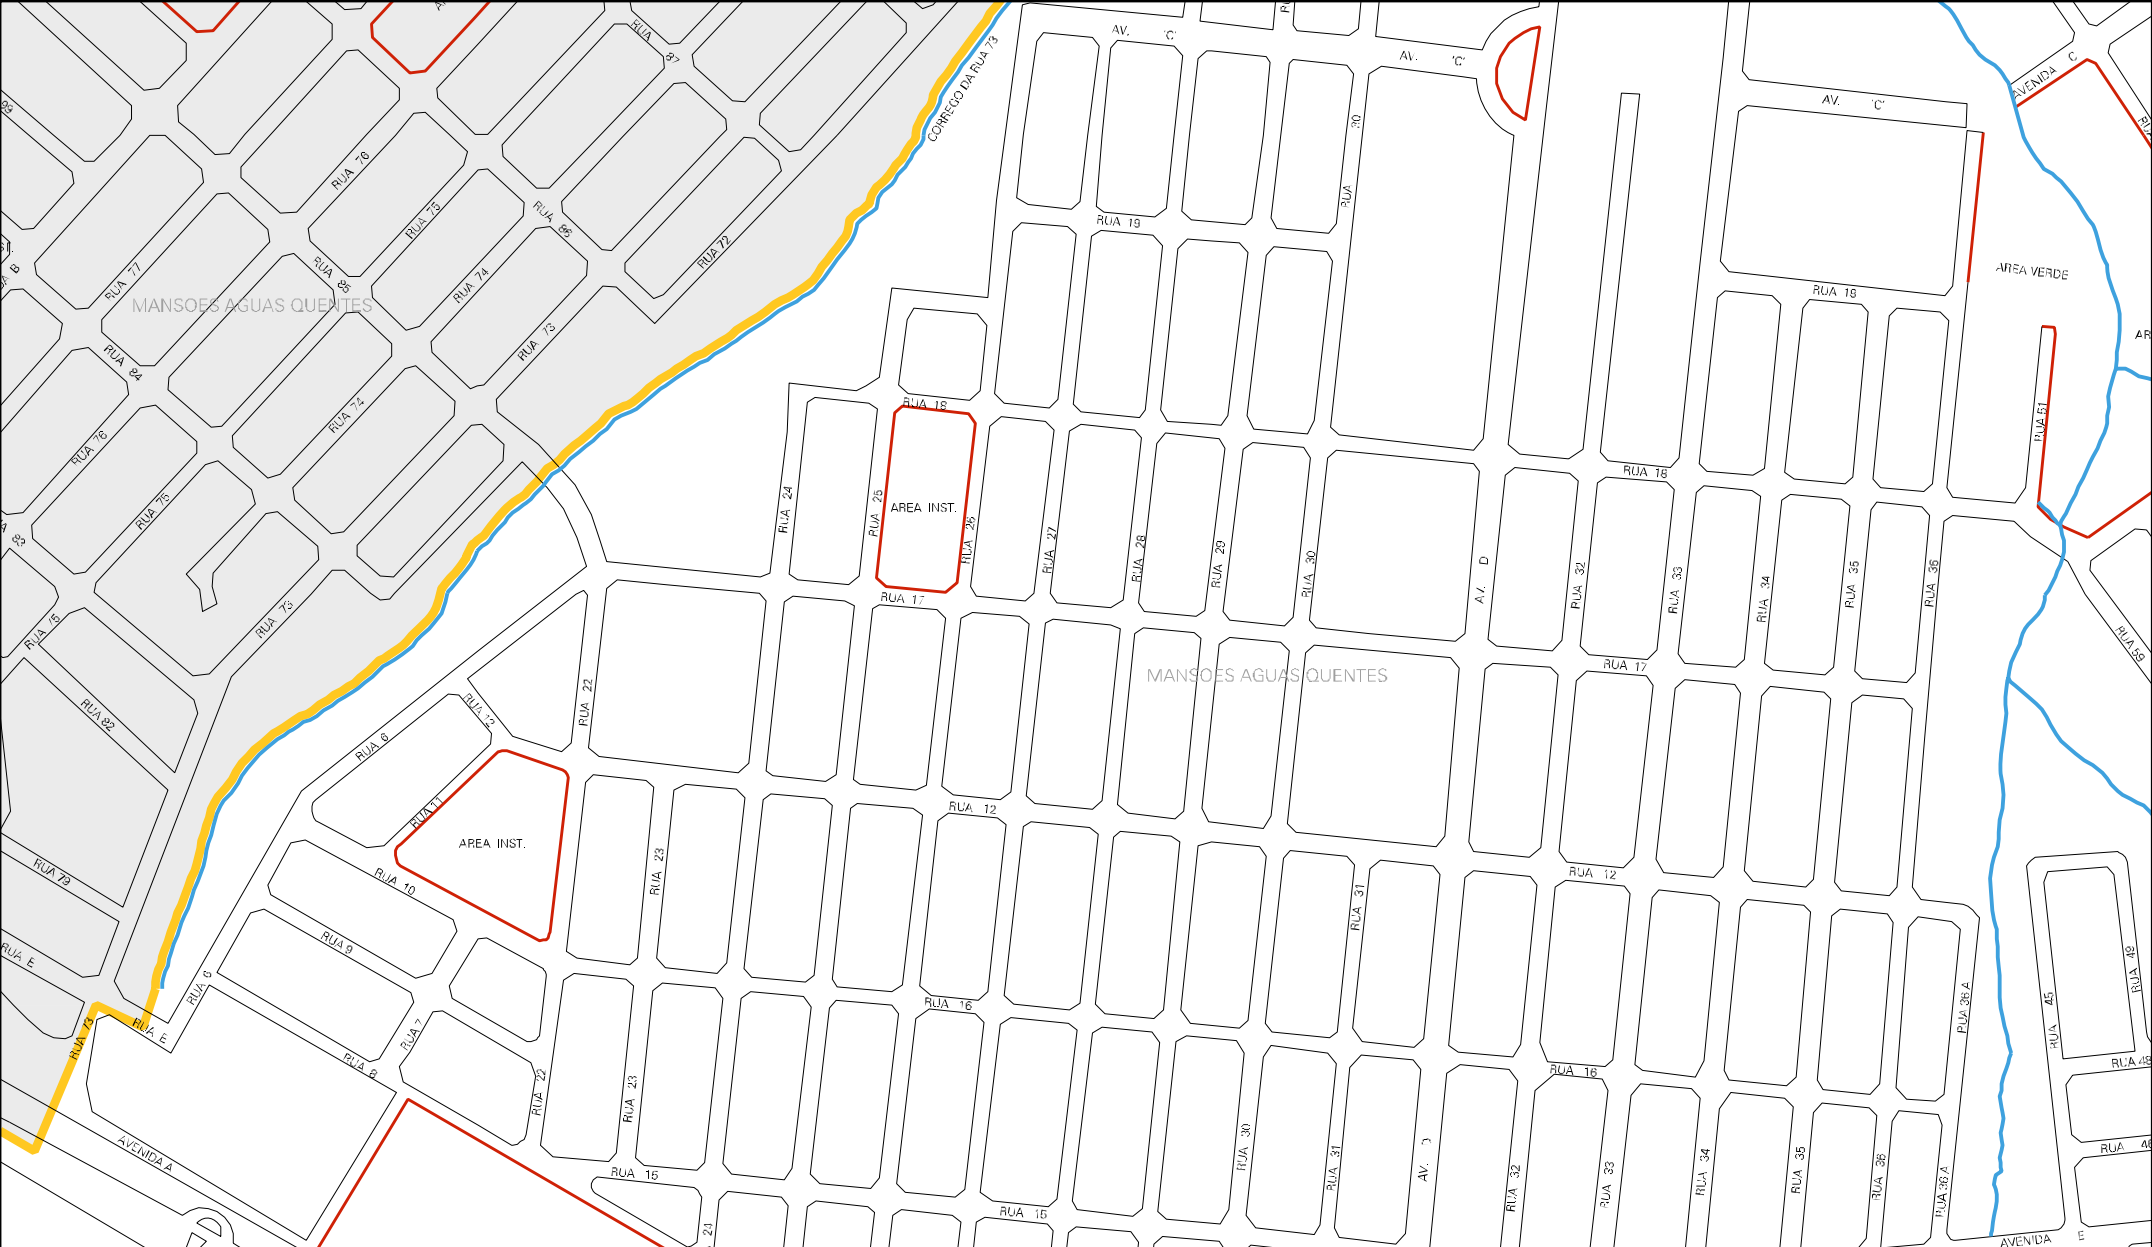 RUA 87
CORREGO DA RUA 73
AV. 'C'
AV. 'C'
AVENIDA C
AV. 'C'
RUA 30
RUA 76
RUA 75
RUA 86
RUA 72
RUA 19
RUA 77
RUA 85
RUA 74
AREA VERDE
RUA 19
MANSOES AGUAS QUENTES
RUA 73
RUA 84
RUA 18
RUA 51
RUA 74
RUA 76
RUA 18
RUA 75
RUA 24
RUA 25
AREA INST.
RUA 26
RUA 27
RUA 28
RUA 29
RUA 30
AV. D
RUA 32
RUA 33
RUA 34
RUA 35
RUA 36
RUA 17
RUA 73
RUA 75
RUA 59
RUA 17
MANSOES AGUAS QUENTES
RUA 22
RUA 12
RUA 82
RUA 6
RUA 11
RUA 12
AREA INST.
RUA 23
RUA 79
RUA 10
RUA 31
RUA 12
RUA 9
RUA E
RUA 6
RUA 16
RUA 36 A
RUA 45
RUA 49
RUA 73
RUA E
RUA 7
RUA 8
RUA 16
RUA 48
RUA 22
RUA 23
AVENIDA A
RUA 15
RUA 30
RUA 31
AV. D
RUA 32
RUA 33
RUA 34
RUA 35
RUA 36
RUA 36 A
RUA 46
RUA 15
24
AVENIDA E